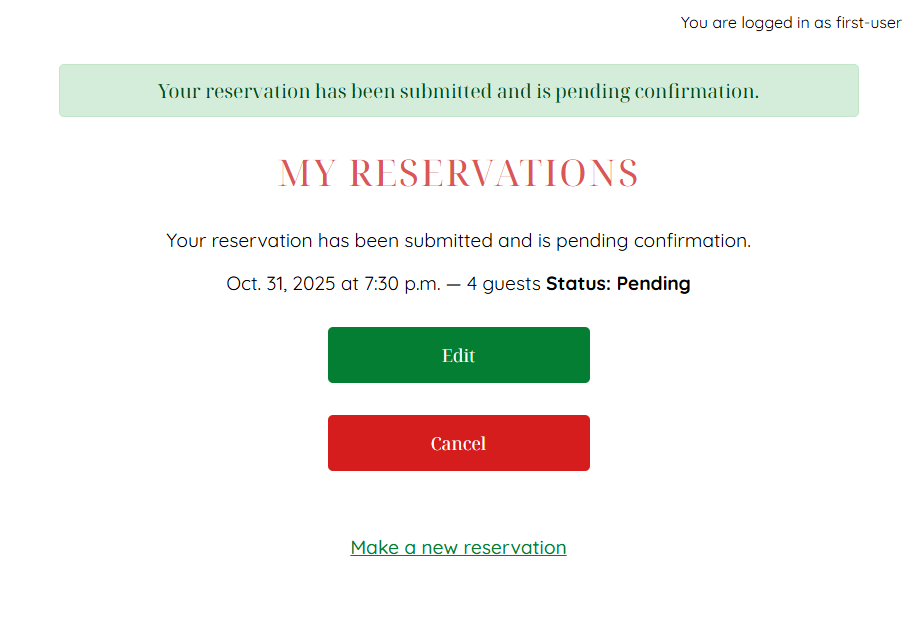 You are logged in as first-user
Your reservation has been submitted and is pending confirmation.
MY RESERVATIONS
Your reservation has been submitted and is pending confirmation.
Oct. 31, 2025 at 7:30 p.m. — 4 guests Status: Pending
Edit
Cancel
Make a new reservation